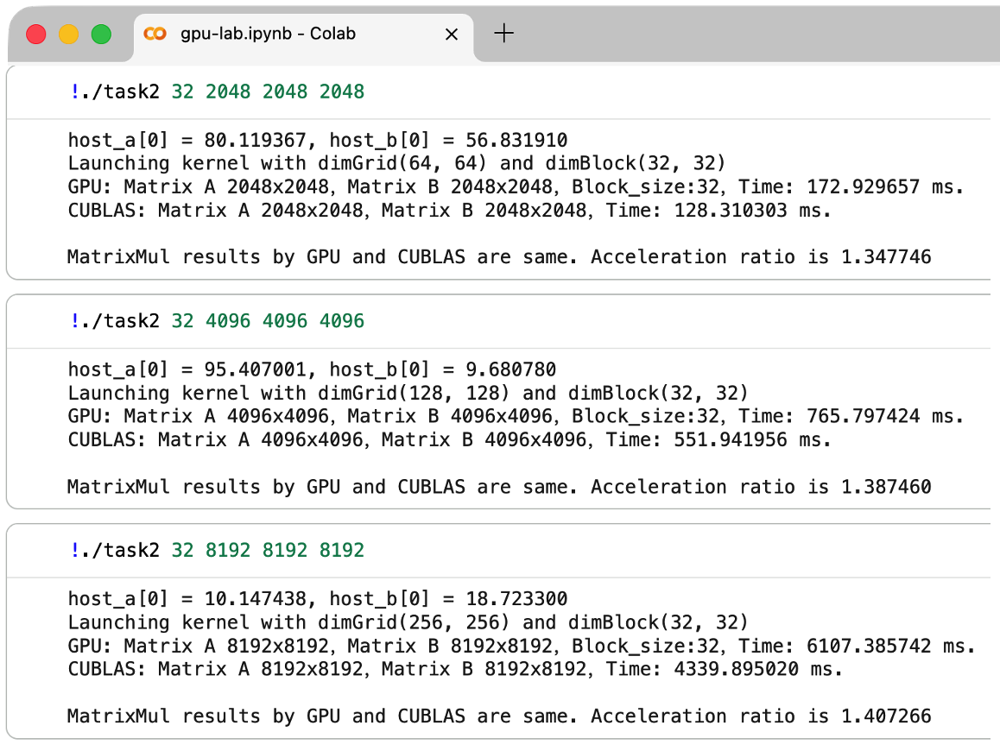 gpu-lab.ipynb - Colab
!./task2 32 2048 2048 2048
host_a[0] = 80.119367, host_b[0] = 56.831910
Launching kernel with dimGrid(64, 64) and dimBlock(32, 32)
GPU: Matrix A 2048x2048, Matrix B 2048x2048, Block_size:32, Time: 172.929657 ms.
CUBLAS: Matrix A 2048x2048, Matrix B 2048x2048, Time: 128.310303 ms.
MatrixMul results by GPU and CUBLAS are same. Acceleration ratio is 1.347746
!./task2 32 4096 4096 4096
host_a[0] = 95.407001, host_b[0] = 9.680780
Launching kernel with dimGrid(128, 128) and dimBlock(32, 32)
GPU: Matrix A 4096x4096, Matrix B 4096x4096, Block_size:32, Time: 765.797424 ms.
CUBLAS: Matrix A 4096x4096, Matrix B 4096x4096, Time: 551.941956 ms.
MatrixMul results by GPU and CUBLAS are same. Acceleration ratio is 1.387460
!./task2 32 8192 8192 8192
host_a[0] = 10.147438, host_b[0] = 18.723300
Launching kernel with dimGrid(256, 256) and dimBlock(32, 32)
GPU: Matrix A 8192x8192, Matrix B 8192x8192, Block_size:32, Time: 6107.385742 ms.
CUBLAS: Matrix A 8192x8192, Matrix B 8192x8192, Time: 4339.895020 ms.
MatrixMul results by GPU and CUBLAS are same. Acceleration ratio is 1.407266